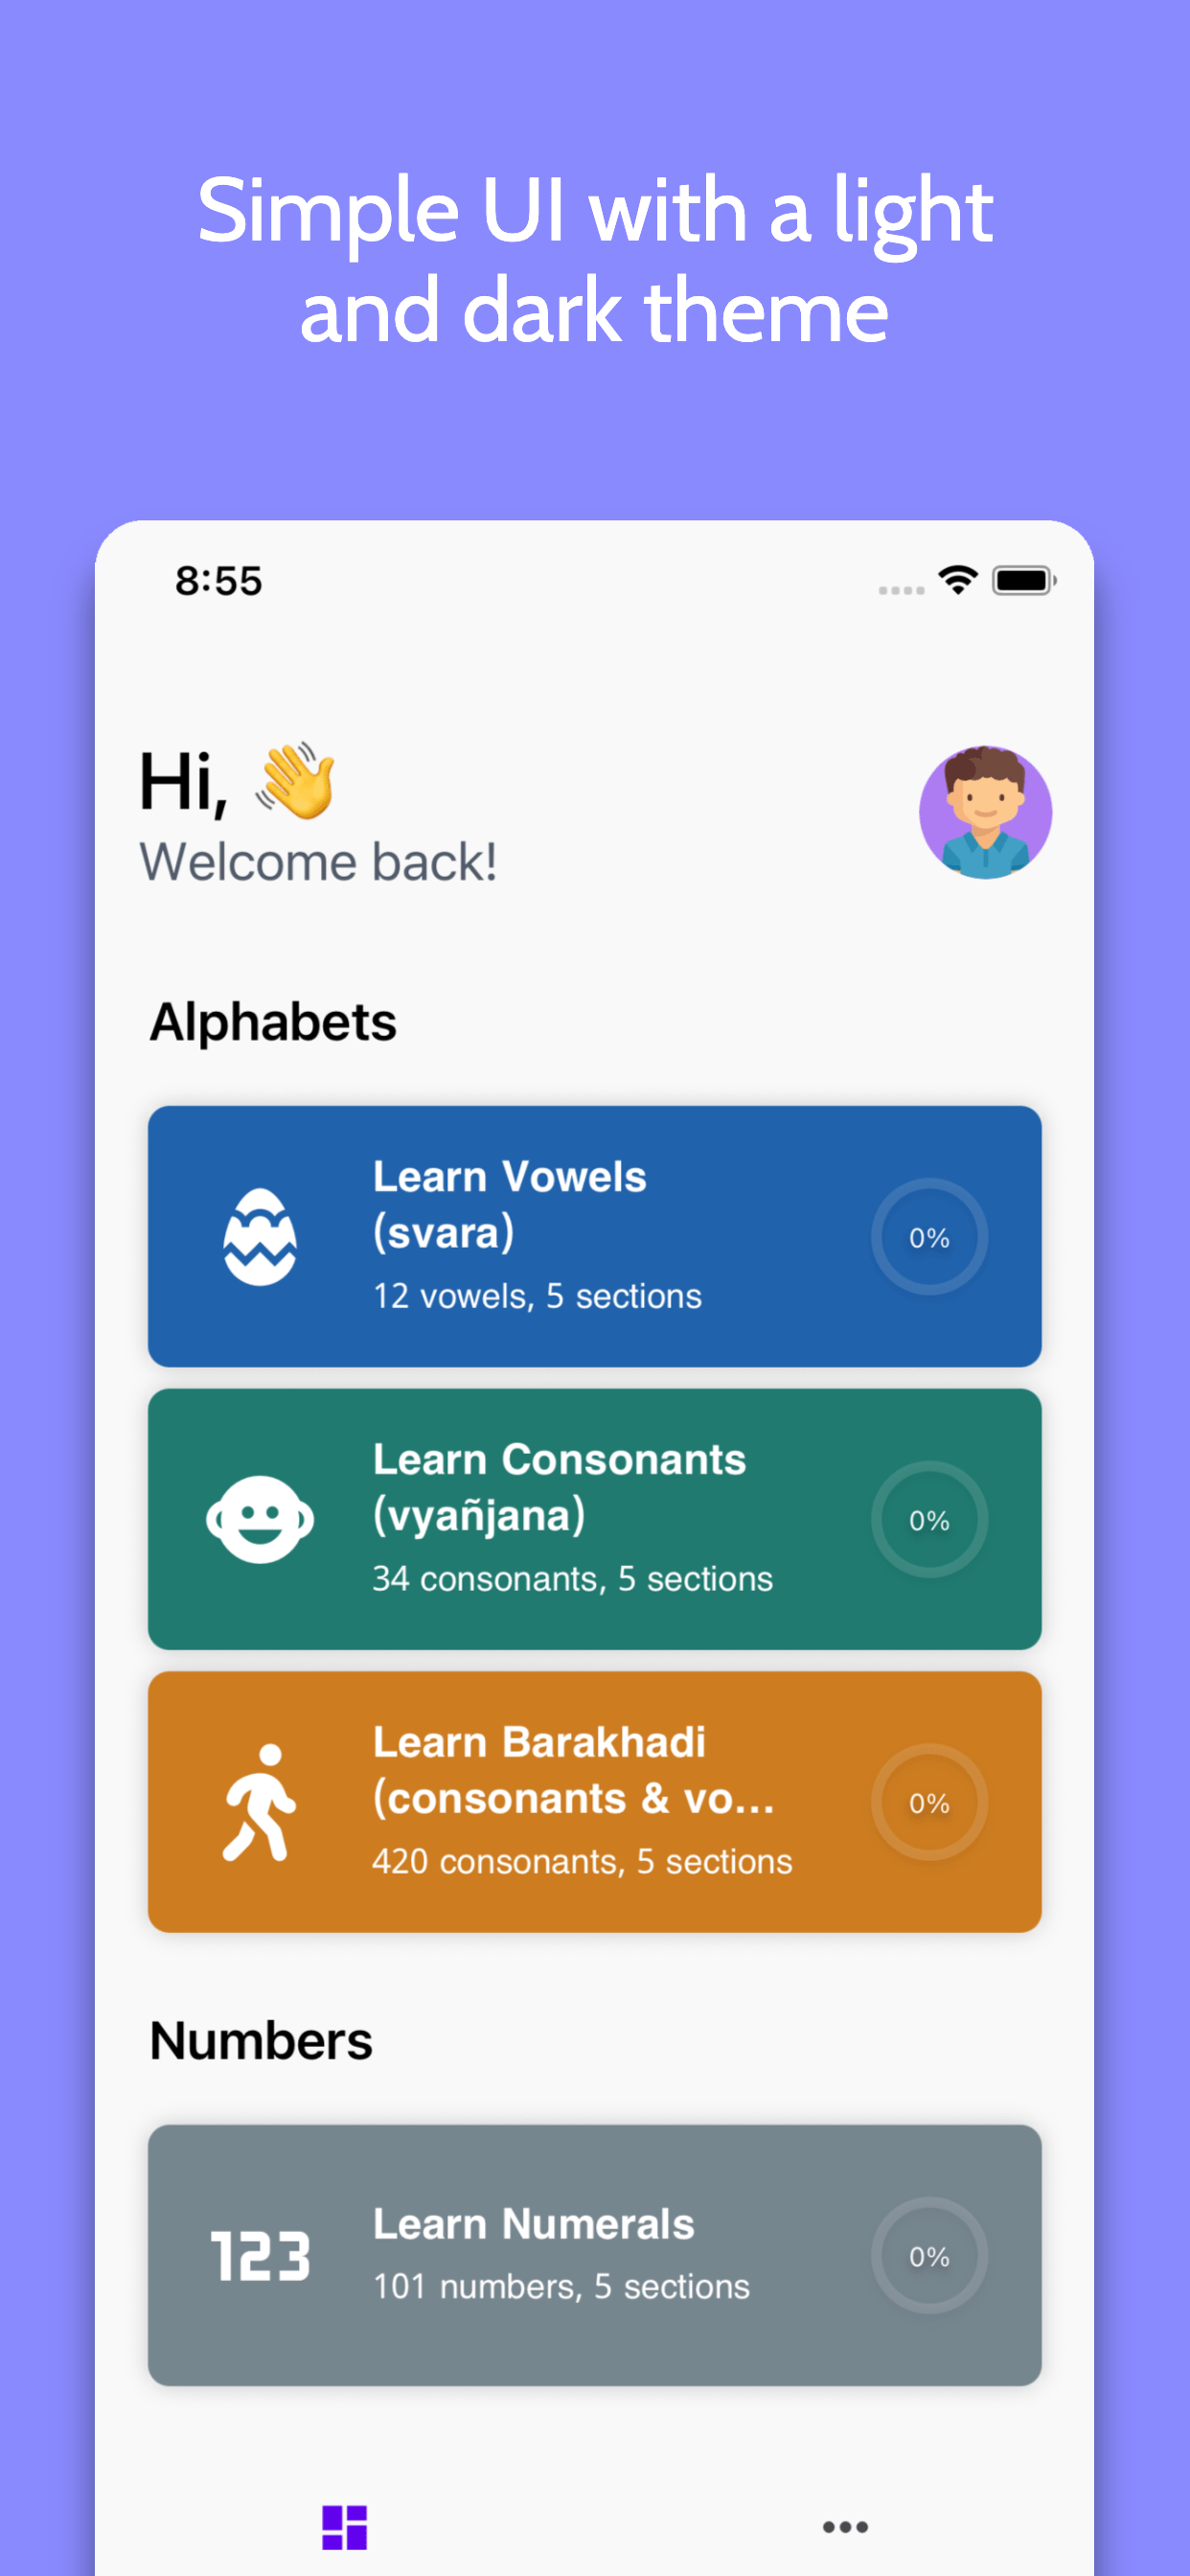 Simple UI with a light
and dark theme
8:55
Hi, 👋
Welcome back!
Alphabets
Learn Vowels
(svara)
12 vowels, 5 sections
0%
Learn Consonants
(vyañjana)
34 consonants, 5 sections
0%
Learn Barakhadi
(consonants & vo...
420 consonants, 5 sections
0%
Numbers
123
Learn Numerals
101 numbers, 5 sections
0%